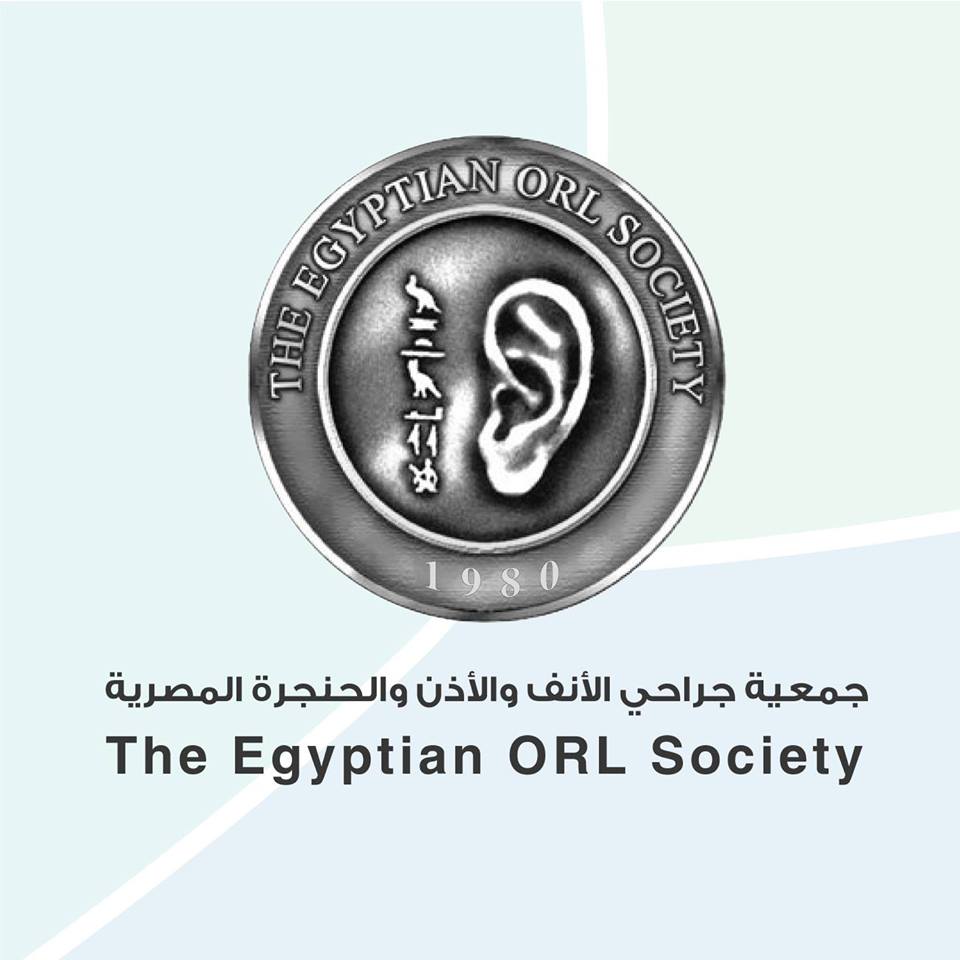 THE EGYPTIAN ORL SOCIETY
1980
جمعية جراحي الأنف والأذن والحنجرة المصرية
The Egyptian ORL Society